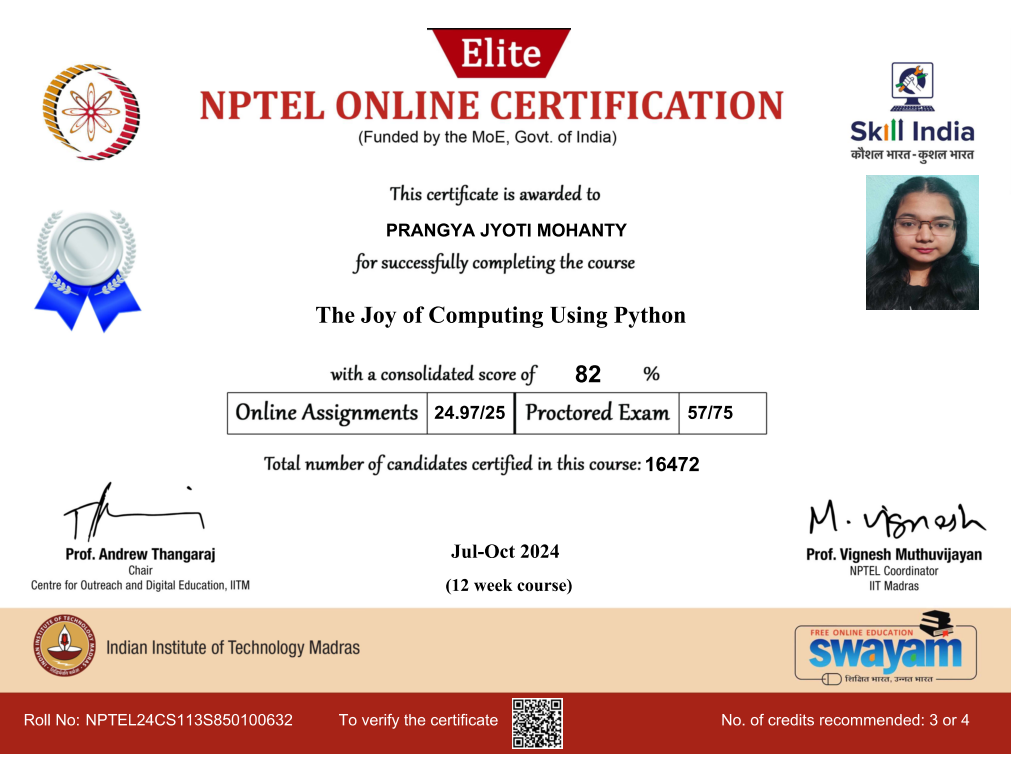 Elite
NPTEL ONLINE CERTIFICATION
(Funded by the MoE, Govt. of India)
Skill India
कौशल भारत - कुशल भारत
This certificate is awarded to
PRANGYA JYOTI MOHANTY
for successfully completing the course
The Joy of Computing Using Python
with a consolidated score of 82 %
Online Assignments 24.97/25 Proctored Exam 57/75
Total number of candidates certified in this course: 16472
M. Vignesh
Prof. Andrew Thangaraj
Chair
Centre for Outreach and Digital Education, IITM
Jul-Oct 2024
(12 week course)
Prof. Vignesh Muthuvijayan
NPTEL Coordinator
IIT Madras
INDIAN INSTITUTE OF TECHNOLOGY MADRAS
Indian Institute of Technology Madras
FREE ONLINE EDUCATION
swayam
शिक्षित भारत, उन्नत भारत
Roll No: NPTEL24CS113S850100632 To verify the certificate No. of credits recommended: 3 or 4